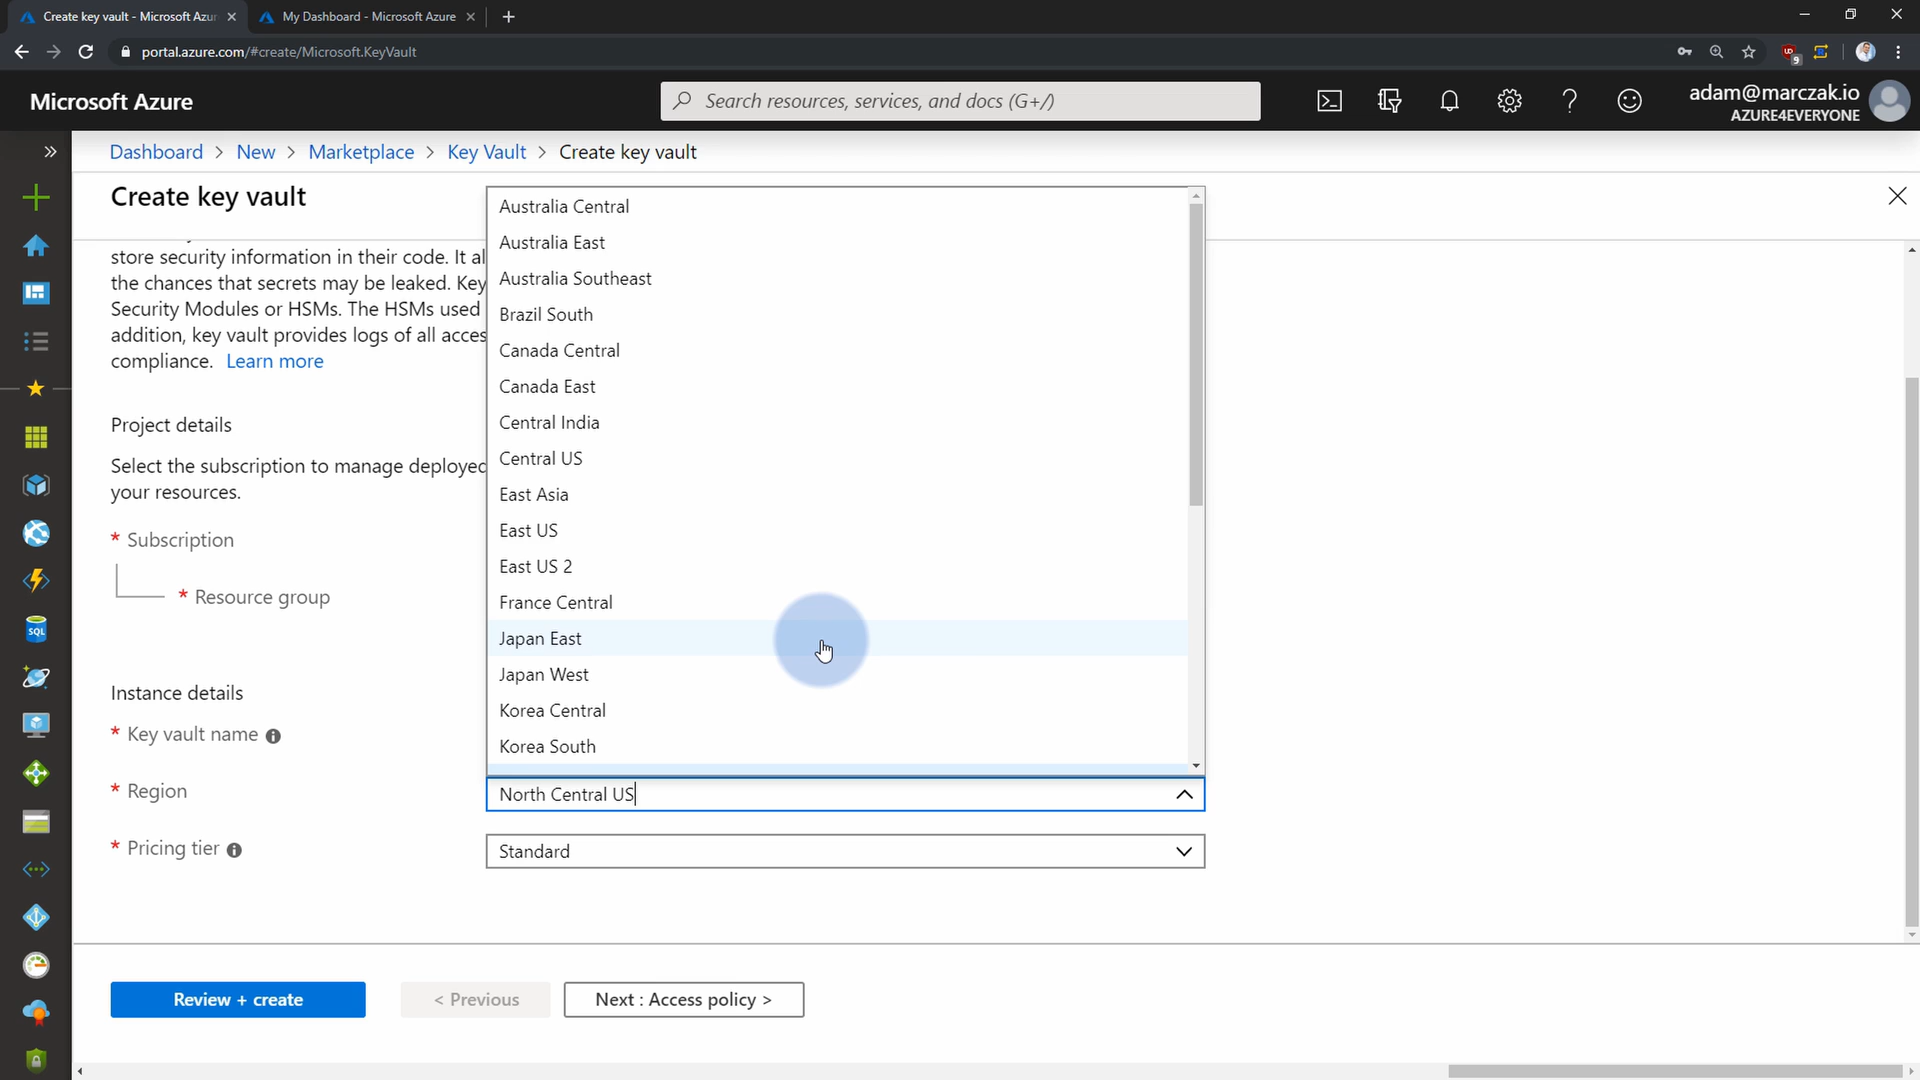 Create key vault - Microsoft Azur
My Dashboard - Microsoft Azure
portal.azure.com/#create/Microsoft.KeyVault
9
Microsoft Azure
Search resources, services, and docs (G+/)
adam@marczak.io
AZURE4EVERYONE
Dashboard > New > Marketplace > Key Vault > Create key vault
Create key vault
store security information in their code. It al
the chances that secrets may be leaked. Key
Security Modules or HSMs. The HSMs used
addition, key vault provides logs of all acces
compliance. Learn more
Project details
Select the subscription to manage deployed
your resources.
* Subscription
* Resource group
Instance details
* Key vault name
* Region
* Pricing tier
Australia Central
Australia East
Australia Southeast
Brazil South
Canada Central
Canada East
Central India
Central US
East Asia
East US
East US 2
France Central
Japan East
Japan West
Korea Central
Korea South
North Central US
Standard
SQL
Review + create
< Previous
Next : Access policy >